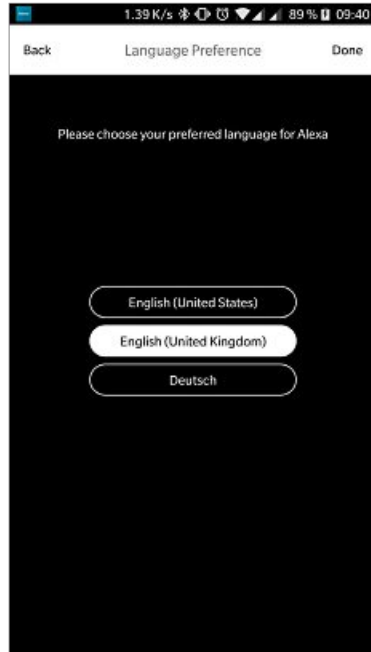 1.39 K/s 89 % 09:40
Back Language Preference Done
Please choose your preferred language for Alexa
English (United States)
English (United Kingdom)
Deutsch